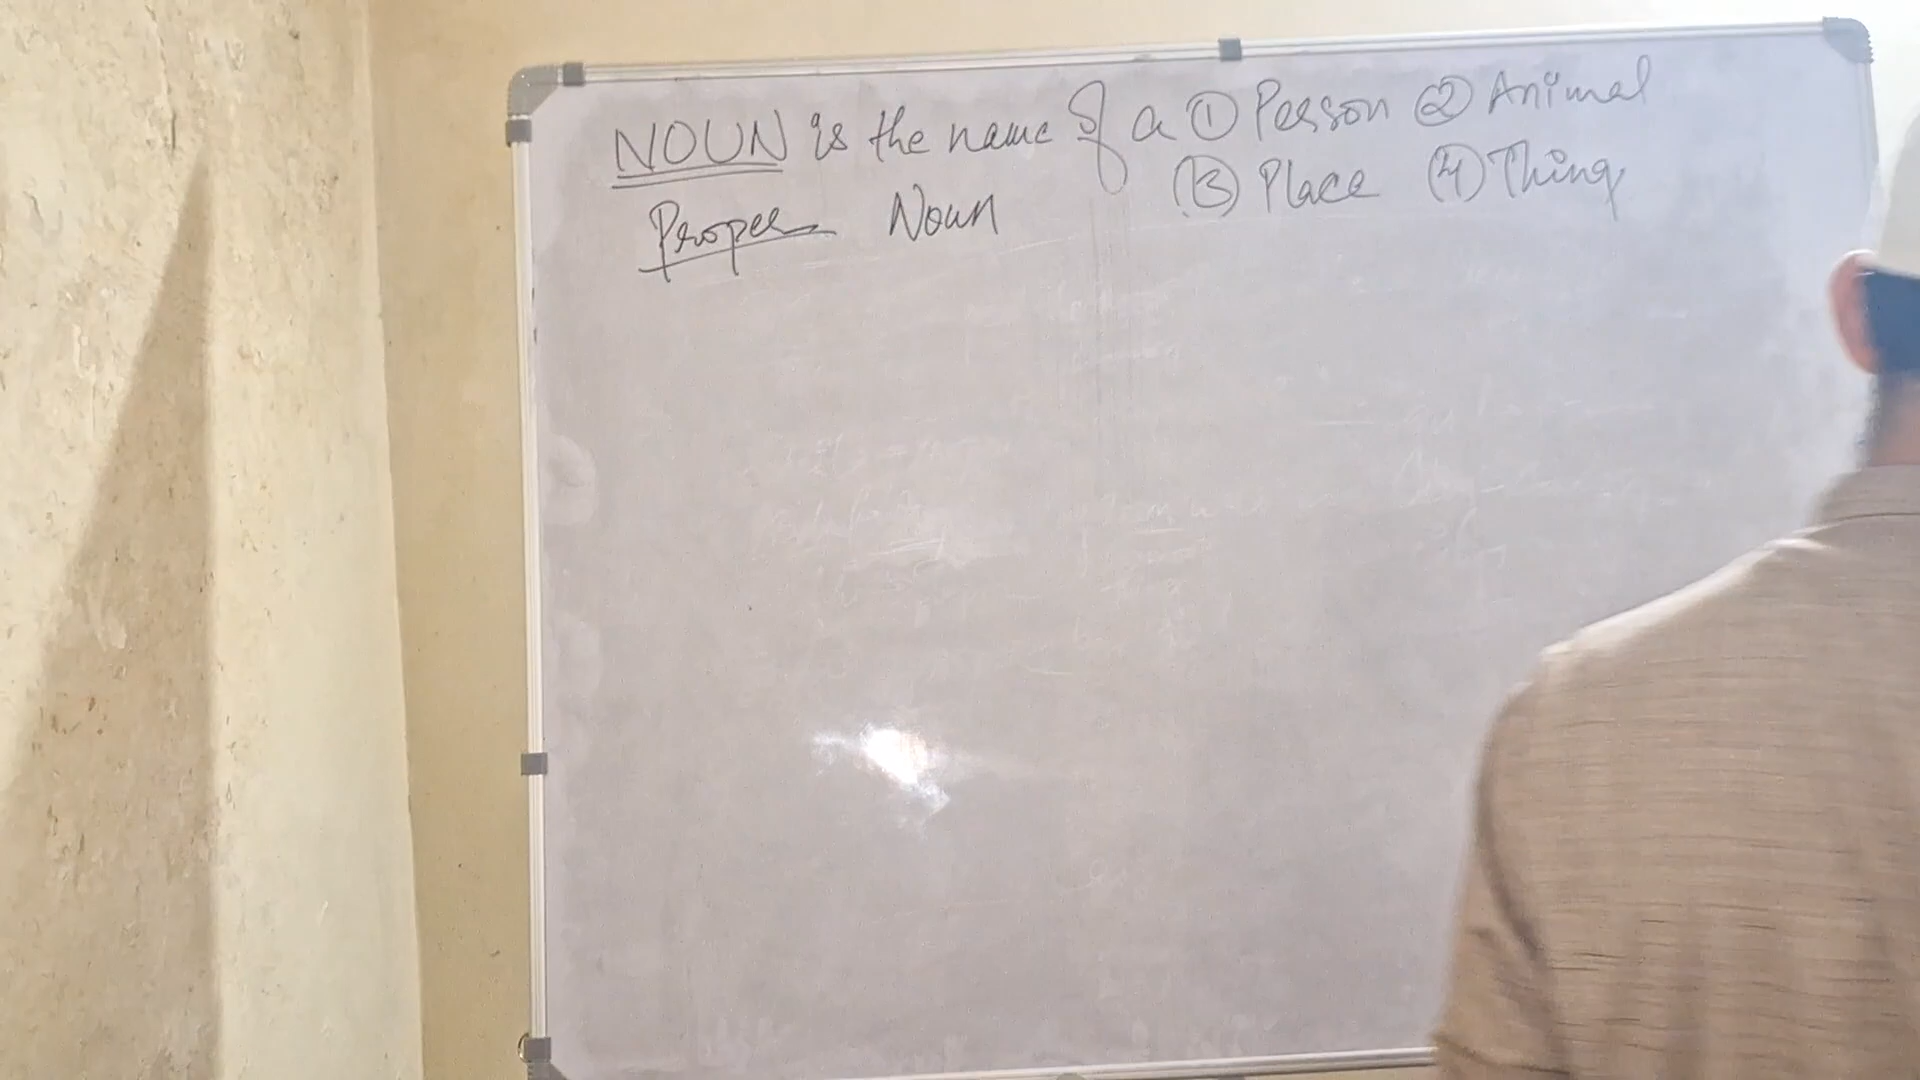 NOUN is the name of a ① Person ② Animal
③ Place ④ Thing
Proper Noun